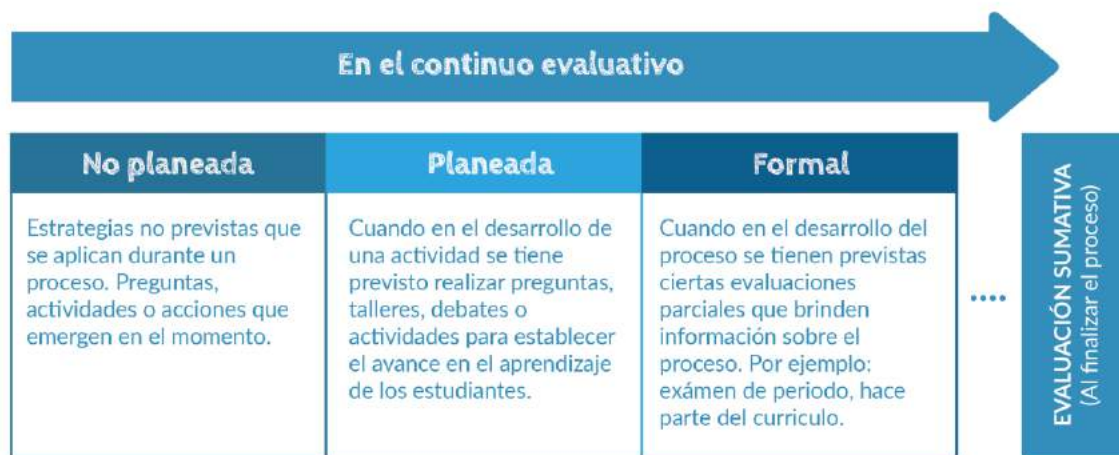 En el continuo evaluativo
No planeada
Estrategias no previstas que
se aplican durante un
proceso. Preguntas,
actividades o acciones que
emergen en el momento.
Planeada
Cuando en el desarrollo de
una actividad se tiene
previsto realizar preguntas,
talleres, debates o
actividades para establecer
el avance en el aprendizaje
de los estudiantes.
Formal
Cuando en el desarrollo del
proceso se tienen previstas
ciertas evaluaciones
parciales que brinden
información sobre el
proceso. Por ejemplo:
exámen de periodo, hace
parte del curriculo.
....
EVALUACIÓN SUMATIVA
(Al finalizar el proceso)